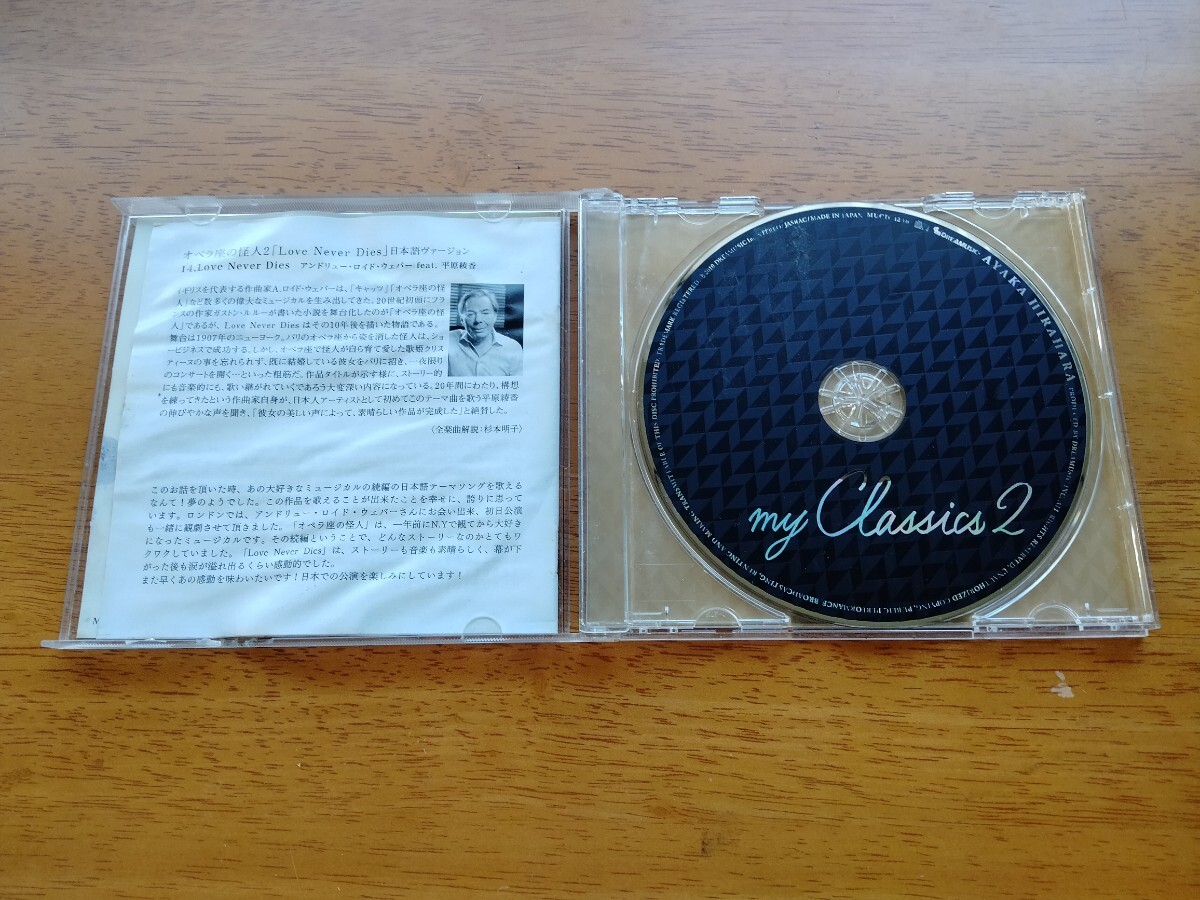 オペラ座の怪人2「Love Never Dies」日本語ヴァージョン
14.Love Never Dies アンドリュー・ロイド・ウェバー feat. 平原綾香
イギリスを代表する作曲家A.ロイド・ウェバーは、「キャッツ」「オペラ座の怪
人」など数多くの偉大なミュージカルを生み出してきた。20世紀初頭にフラ
ンスの作家ガストン・ルルーが書いた小説を舞台化したのが「オペラ座の怪
人」であるが、Love Never Dies はその10年後を描いた物語である。
舞台は1907年のニューヨーク。パリのオペラ座から姿を消した怪人は、ショ
ービジネスで成功する。しかし、オペラ座で怪人が自ら育て愛した歌姫クリス
ティーヌの事を忘れられず、既に結婚している彼女をパリに招き、一夜限り
のコンサートを開く…といった粗筋だ。作品タイトルが示す様に、ストーリー的
にも音楽的にも、歌い継がれていくであろう大変深い内容になっている。20年間にわたり、構想
を練ってきたという作曲家自身が、日本人アーティストとして初めてこのテーマ曲を歌う平原綾香
の伸びやかな声を聞き、「彼女の美しい声によって、素晴らしい作品が完成した」と絶賛した。
(全楽曲解説:杉本明子)
このお話を頂いた時、あの大好きなミュージカルの続編の日本語テーマソングを歌える
なんて!夢のようでした。この作品を歌えることが出来たことを幸せに、誇りに思って
います。ロンドンでは、アンドリュー・ロイド・ウェバーさんにお会い出来、初日公演
も一緒に観劇させて頂きました。「オペラ座の怪人」は、一年前にN.Yで観てから大好き
になったミュージカルです。その続編ということで、どんなストーリーなのかとてもワ
クワクしていました。「Love Never Dies」は、ストーリーも音楽も素晴らしく、幕が下
がった後も涙が溢れ出るくらい感動的でした。
また早くあの感動を味わいたいです!日本での公演を楽しみにしています!
my Classics 2
DREAMUSIC
AYAKA HIRAHARA
JASRAC/MADE IN JAPAN
PUBLIC PERFORMANCE BROADCASTING, RENTING, AND MAKING TRANSMITTABLE OF THIS DISC PROHIBITED. TRADEMARK REGISTERED.